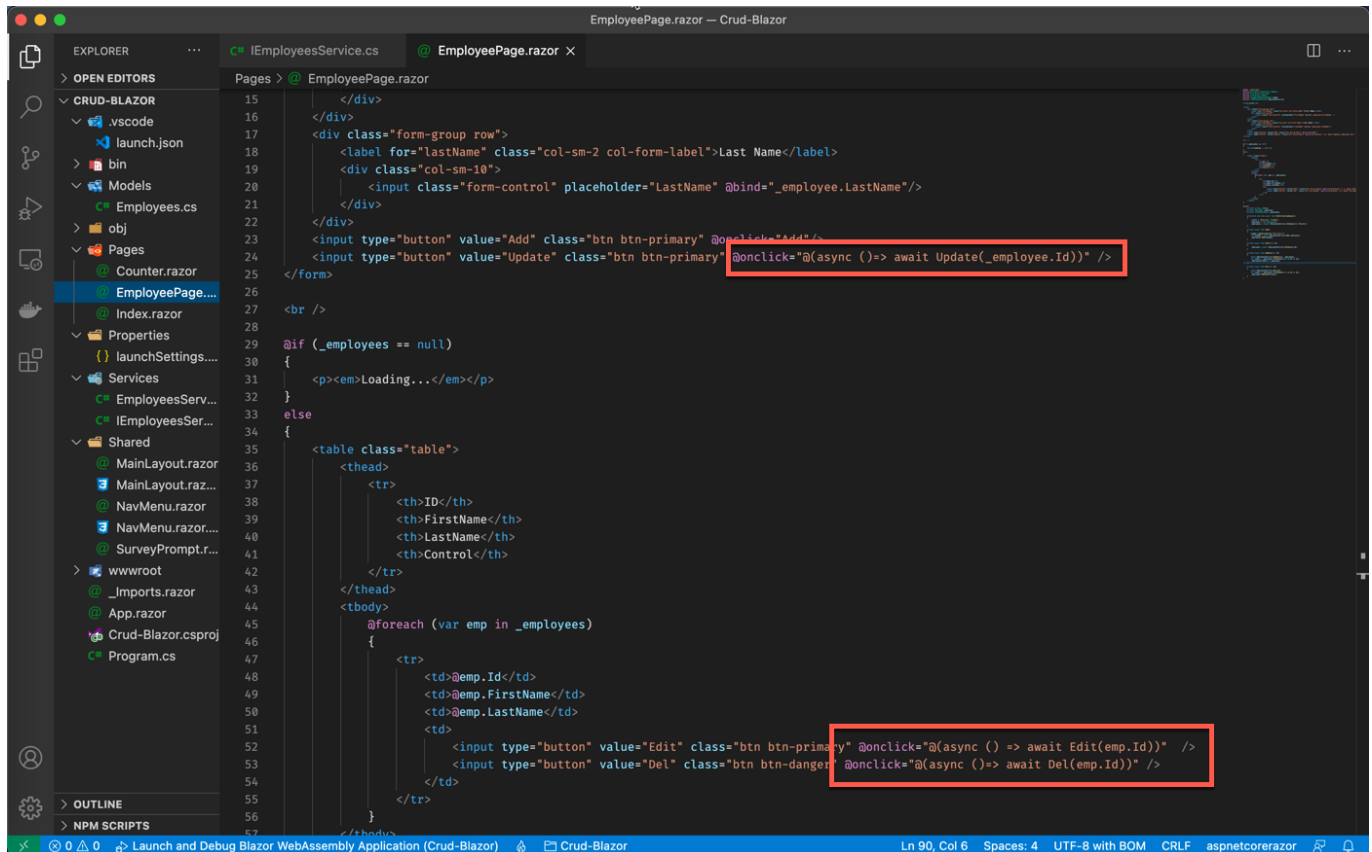 EmployeePage.razor — Crud-Blazor
EXPLORER
IEmployeesService.cs
EmployeePage.razor
OPEN EDITORS
CRUD-BLAZOR
.vscode
launch.json
bin
Models
Employees.cs
obj
Pages
Counter.razor
EmployeePage....
Index.razor
Properties
launchSettings....
Services
EmployeesServ...
IEmployeesSer...
Shared
MainLayout.razor
MainLayout.raz...
NavMenu.razor
NavMenu.razor....
SurveyPrompt.r...
wwwroot
_Imports.razor
App.razor
Crud-Blazor.csproj
Program.cs
OUTLINE
NPM SCRIPTS
Pages > EmployeePage.razor
15 </div>
16 </div>
17 <div class="form-group row">
18 <label for="lastName" class="col-sm-2 col-form-label">Last Name</label>
19 <div class="col-sm-10">
20 <input class="form-control" placeholder="LastName" @bind="_employee.LastName"/>
21 </div>
22 </div>
23 <input type="button" value="Add" class="btn btn-primary" @onclick="Add"/>
24 <input type="button" value="Update" class="btn btn-primary" @onclick="@(async ()=> await Update(_employee.Id))" />
25 </form>
26
27 <br />
28
29 @if (_employees == null)
30 {
31 <p><em>Loading...</em></p>
32 }
33 else
34 {
35 <table class="table">
36 <thead>
37 <tr>
38 <th>ID</th>
39 <th>FirstName</th>
40 <th>LastName</th>
41 <th>Control</th>
42 </tr>
43 </thead>
44 <tbody>
45 @foreach (var emp in _employees)
46 {
47 <tr>
48 <td>@emp.Id</td>
49 <td>@emp.FirstName</td>
50 <td>@emp.LastName</td>
51 <td>
52 <input type="button" value="Edit" class="btn btn-primary" @onclick="@(async () => await Edit(emp.Id))" />
53 <input type="button" value="Del" class="btn btn-danger" @onclick="@(async ()=> await Del(emp.Id))" />
54 </td>
55 </tr>
56 }
57 </tbody>
0 0 Launch and Debug Blazor WebAssembly Application (Crud-Blazor) Crud-Blazor Ln 90, Col 6 Spaces: 4 UTF-8 with BOM CRLF aspnetcorerazor